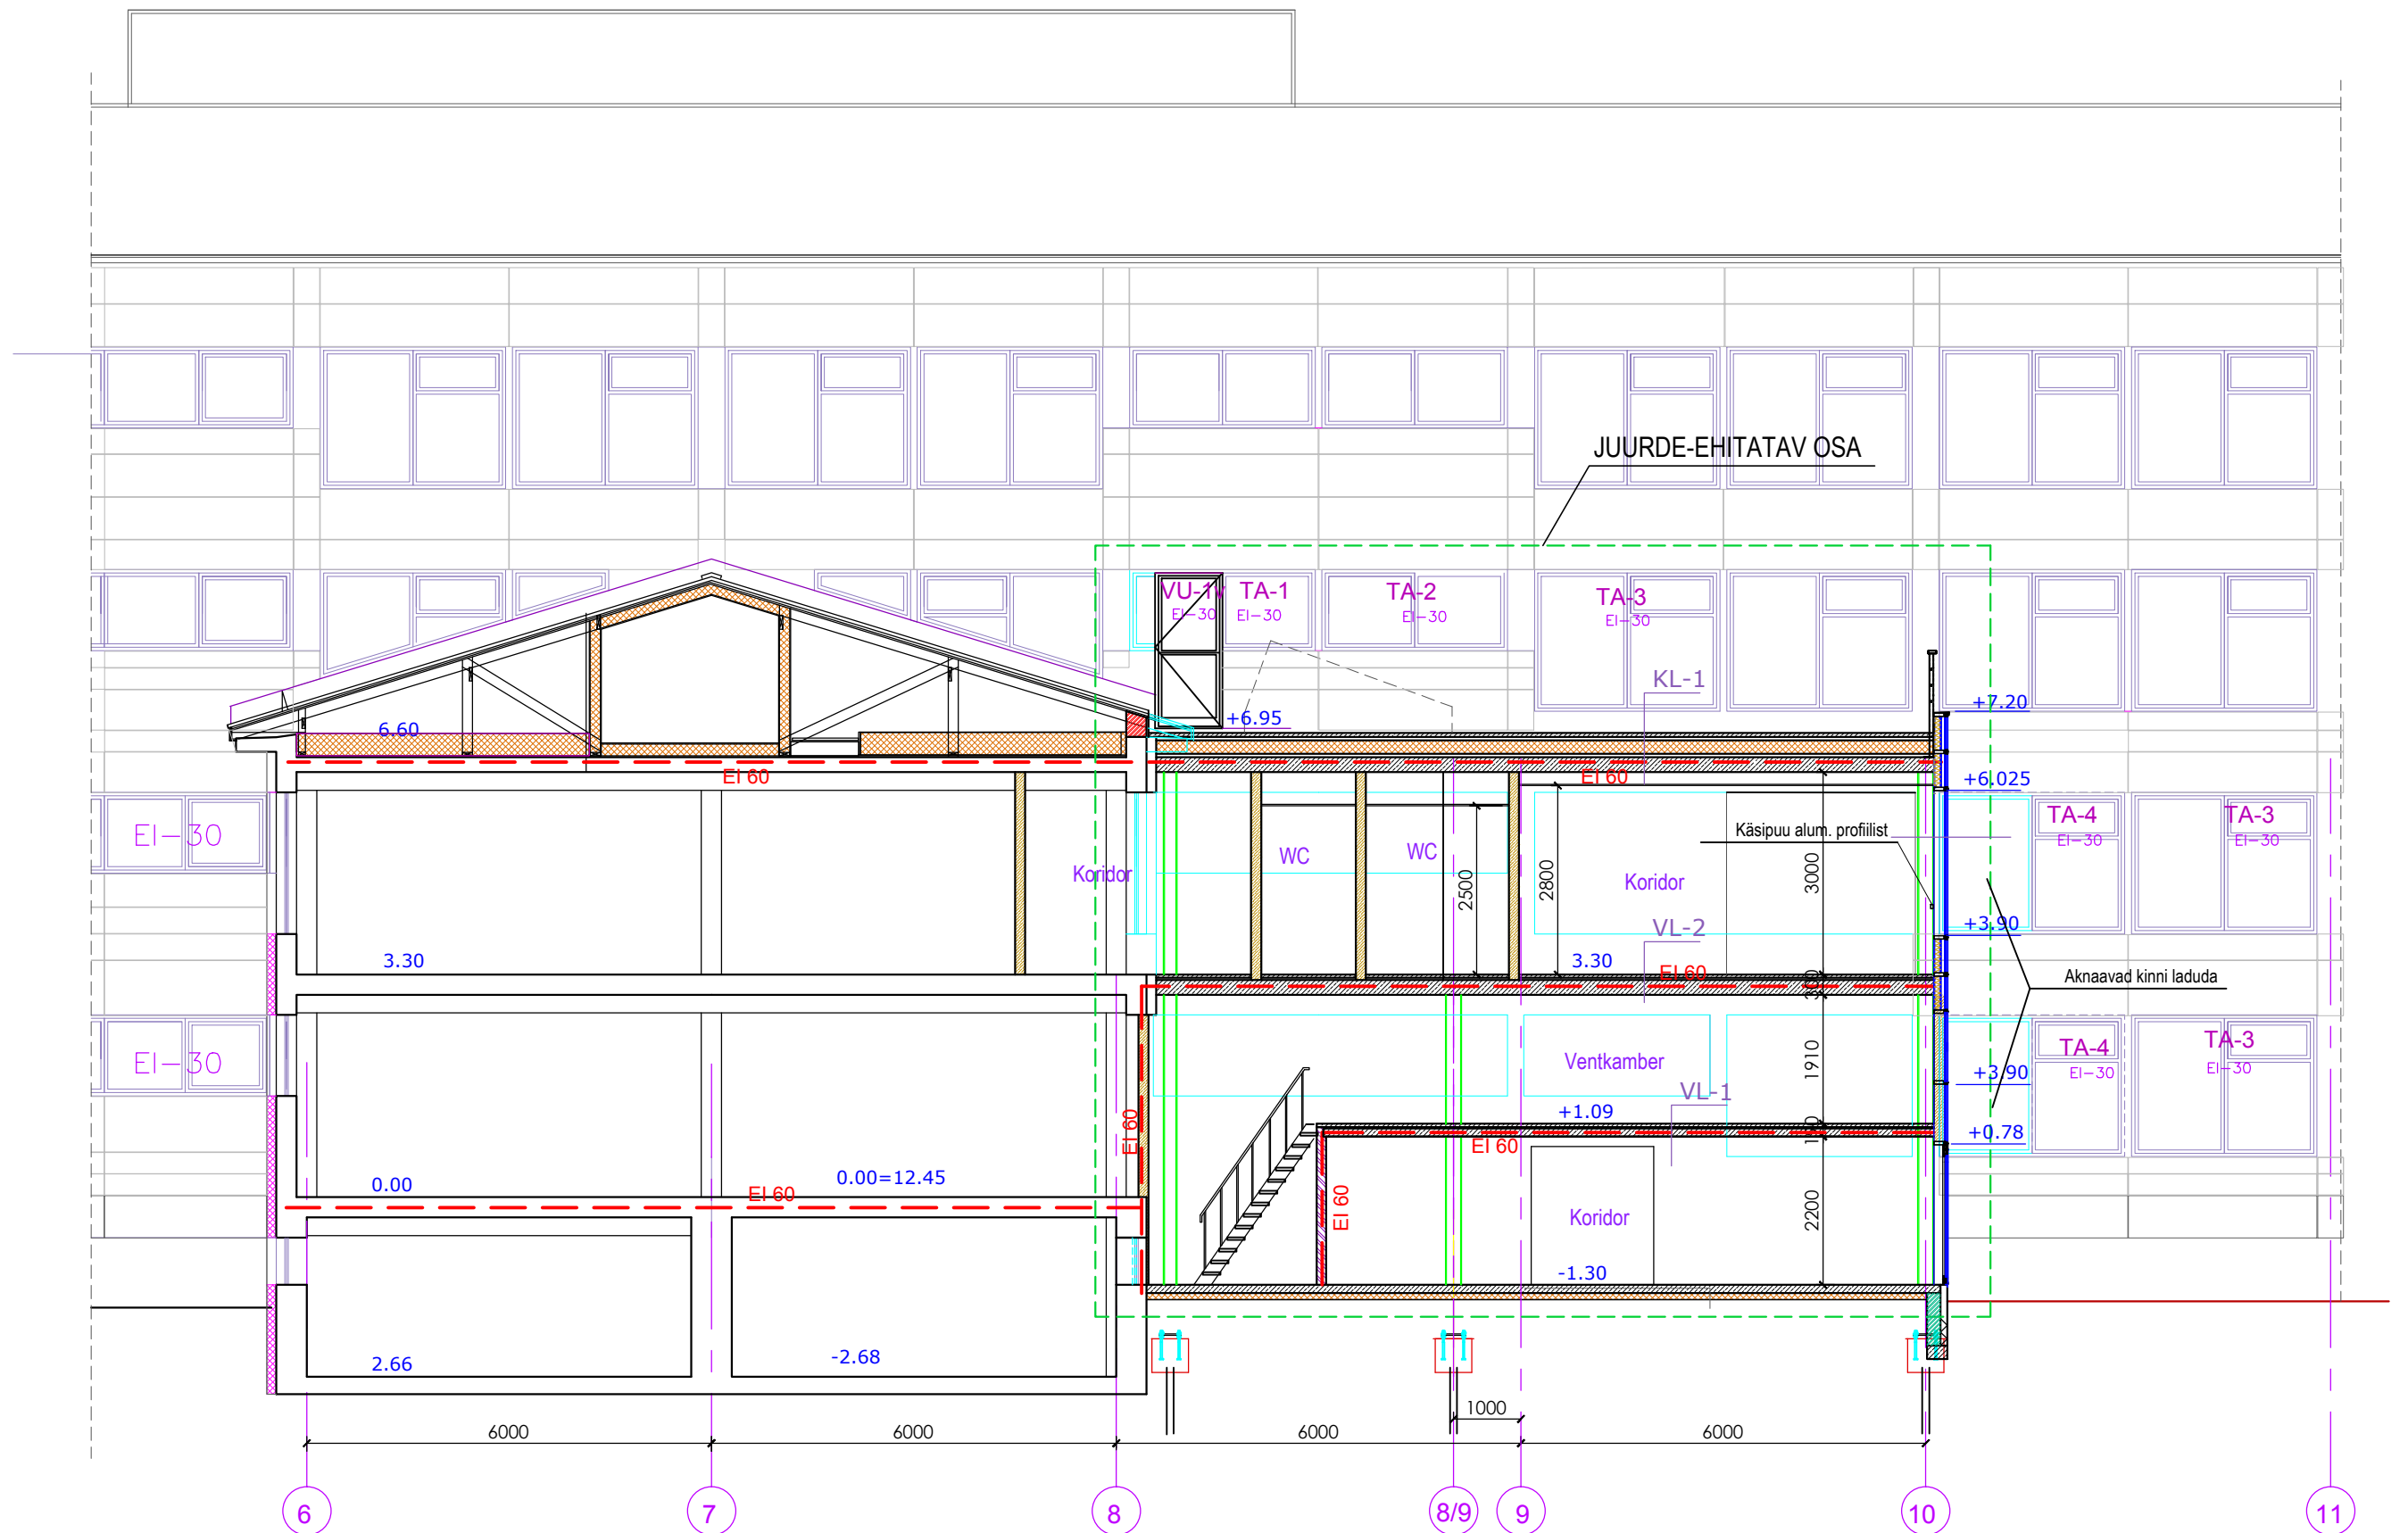 JUURDE-EHITATAV OSA
VU-1v TA-1 TA-2 TA-3
EI-30 EI-30 EI-30 EI-30
KL-1
+7.20
+6.95
6.60
EI 60 EI 60
+6.025
EI-30
TA-4 TA-3
EI-30 EI-30
Käsipuu alum. profiilist
WC WC
Koridor
Koridor
2500
2800
3000
VL-2
+3.90
3.30
3.30
EI 60
300
Aknaavad kinni laduda
EI-30
TA-4 TA-3
EI-30 EI-30
Ventkamber
1910
+3.90
VL-1
+1.09
EI 60
EI 60
+0.78
0.00
0.00=12.45
EI 60
EI 60
Koridor
2200
-1.30
2.66
-2.68
1000
6000 6000 6000 6000
6 7 8 8/9 9 10 11